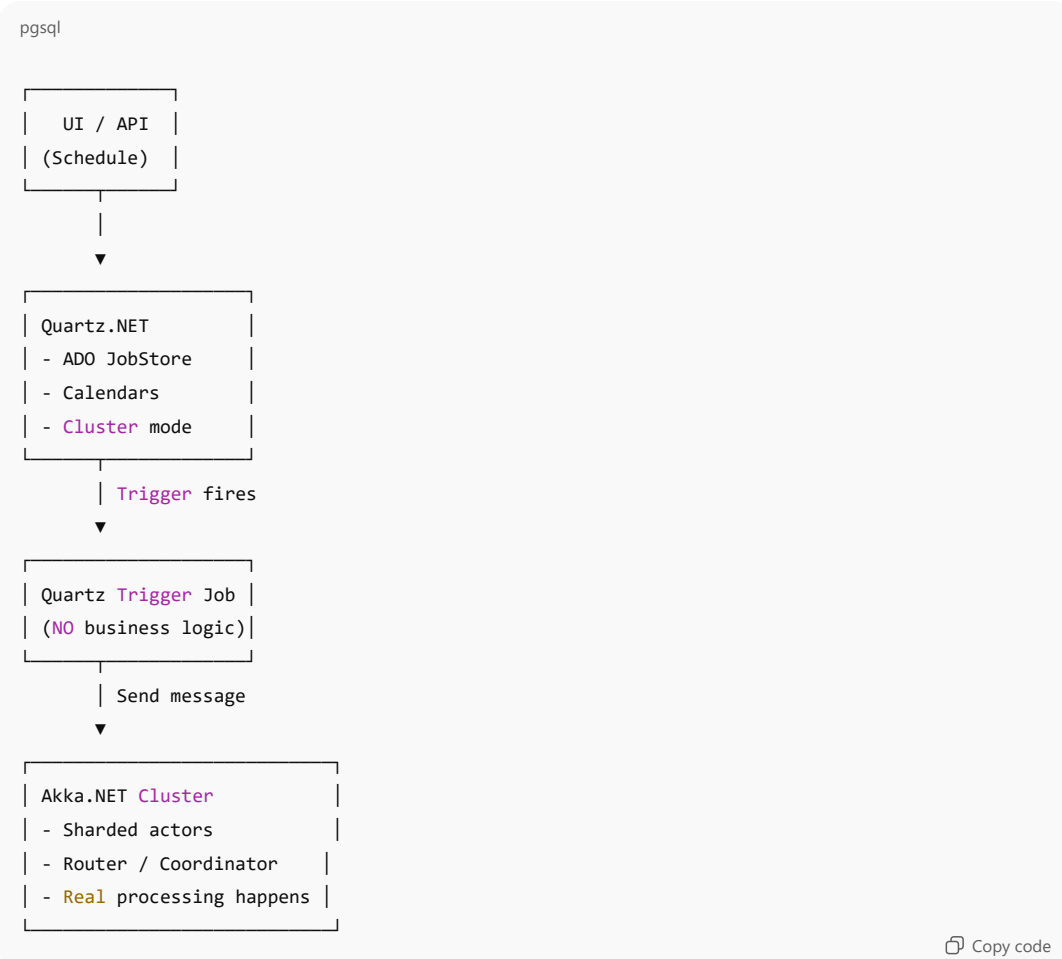 pgsql
UI / API
(Schedule)
Quartz.NET
- ADO JobStore
- Calendars
- Cluster mode
Trigger fires
Quartz Trigger Job
(NO business logic)
Send message
Akka.NET Cluster
- Sharded actors
- Router / Coordinator
- Real processing happens
Copy code